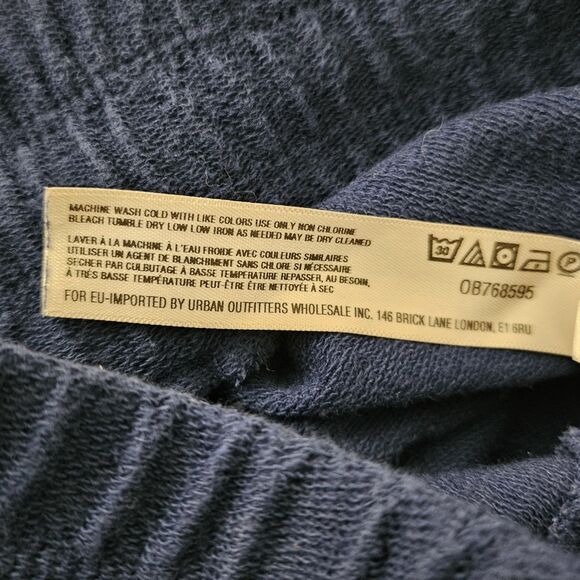 MACHINE WASH COLD WITH LIKE COLORS USE ONLY NON CHLORINE
BLEACH TUMBLE DRY LOW LOW IRON AS NEEDED MAY BE DRY CLEANED
LAVER À LA MACHINE À L'EAU FROIDE AVEC COULEURS SIMILAIRES
UTILISER UN AGENT DE BLANCHIMENT SANS CHLORE SI NÉCESSAIRE
SÉCHER PAR CULBUTAGE À BASSE TEMPÉRATURE REPASSER, AU BESOIN,
À TRÈS BASSE TEMPÉRATURE PEUT-ÊTRE ÊTRE NETTOYÉE À SEC
30
P
08768595
FOR EU-IMPORTED BY URBAN OUTFITTERS WHOLESALE INC. 146 BRICK LANE LONDON, E1 6RU